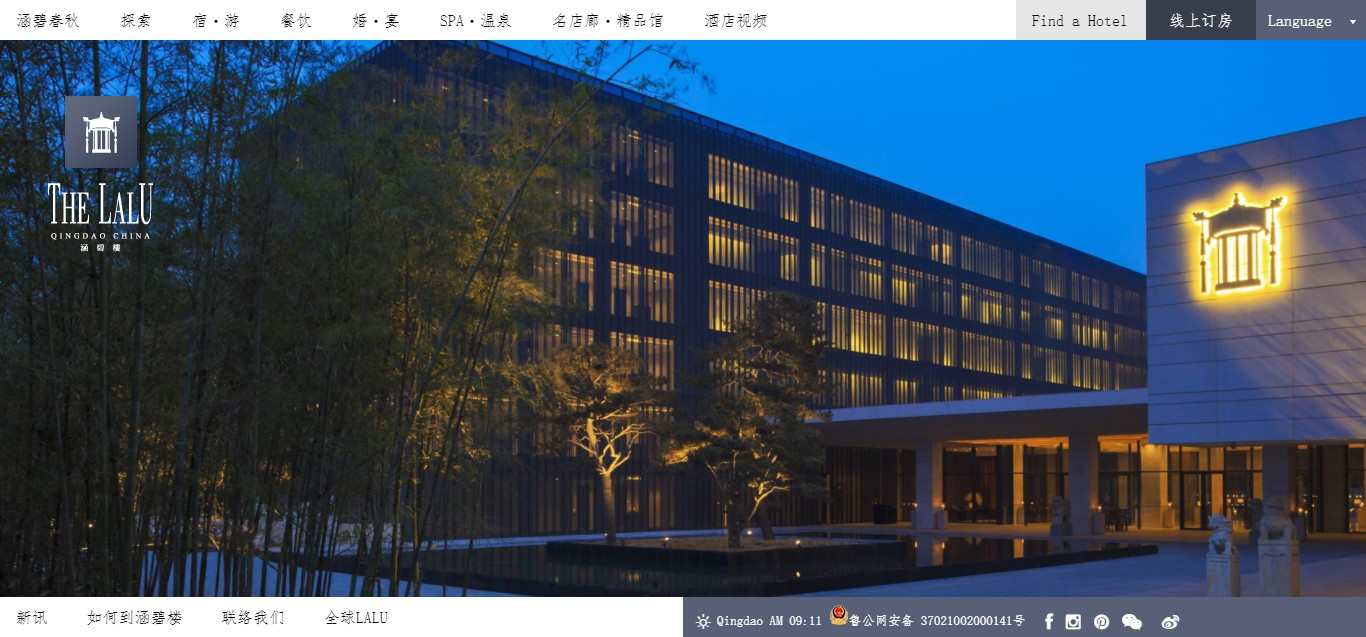 涵碧春秋 探索 宿·游 餐饮 婚·宴 SPA·温泉 名店廊·精品馆 酒店视频 Find a Hotel 线上订房 Language
THE LALU
QINGDAO CHINA
涵碧楼
新讯 如何到涵碧楼 联络我们 全球LALU Qingdao AM 09:11 鲁公网安备 37021002000141号